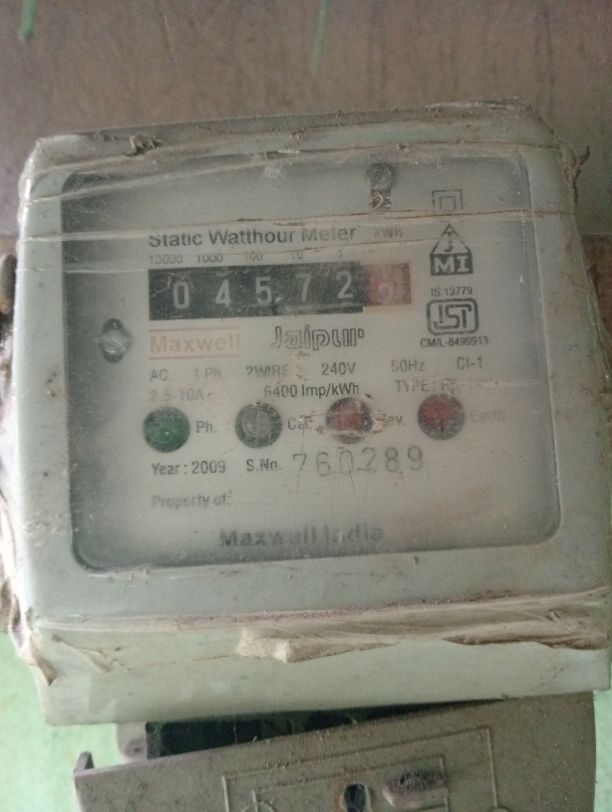 Static Watthour Meter kWh
10000 1000 100 10 1
0 4 5 7 2
MI
IS 13779
ISI
CM/L-8499913
Maxwell Jaipur
AC. 1 Ph. 2WIRE 240V 50Hz Cl-1
2.5-10A 6400 Imp/kWh TYPE :
Ph. Cal. Rev. Earth
Year : 2009 S.No. 760289
Property of:
Maxwell India